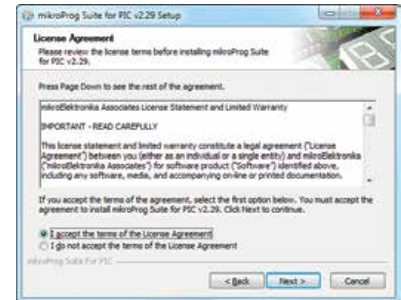 mikroProg Suite for PIC v2.29 Setup
License Agreement
Please review the license terms before installing mikroProg Suite
for PIC v2.29.
Press Page Down to see the rest of the agreement.
mikroElektronika Associates License Statement and Limited Warranty
IMPORTANT - READ CAREFULLY
This license statement and limited warranty constitute a legal agreement ("License
Agreement") between you (either as an individual or a single entity) and mikroElektronika
("mikroElektronika Associates") for software product ("Software") identified above,
including any software, media, and accompanying on-line or printed documentation.
If you accept the terms of the agreement, select the first option below. You must accept the
agreement to install mikroProg Suite for PIC v2.29. Click Next to continue.
I accept the terms of the License Agreement
I do not accept the terms of the License Agreement
mikroProg Suite For PIC
< Back Next > Cancel